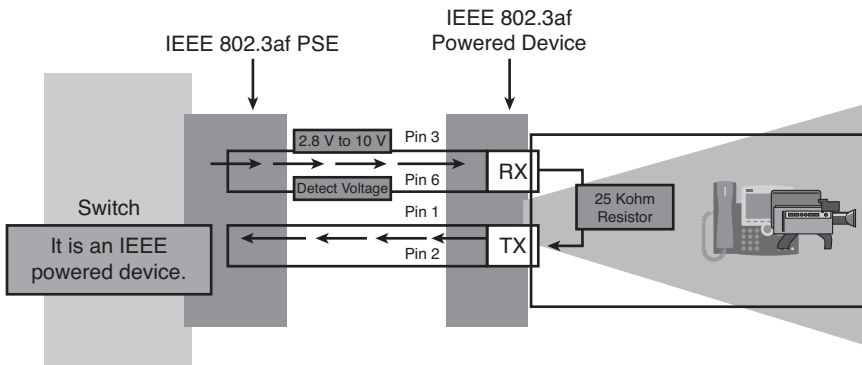 IEEE 802.3af PSE
IEEE 802.3af
Powered Device
2.8 V to 10 V
Pin 3
Detect Voltage
Pin 6
RX
25 Kohm
Resistor
Switch
It is an IEEE
powered device.
Pin 1
Pin 2
TX